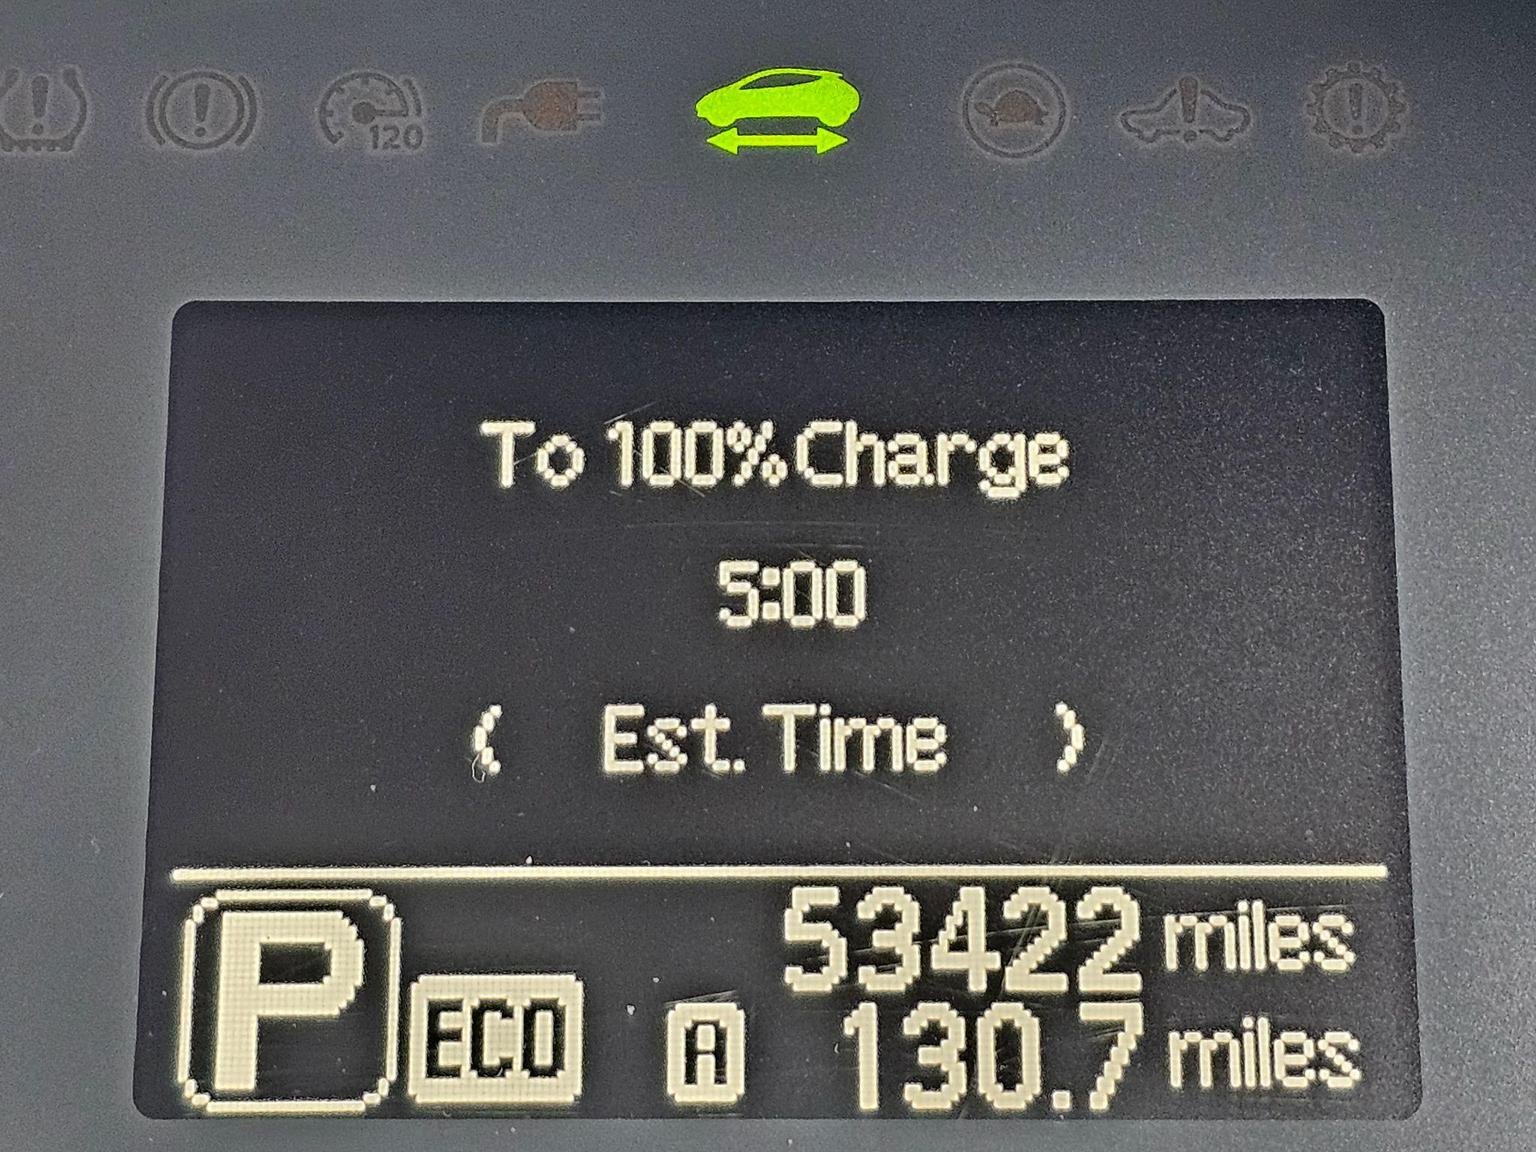 120
To 100% Charge
5:00
( Est. Time )
P ECO 53422 miles
A 130.7 miles